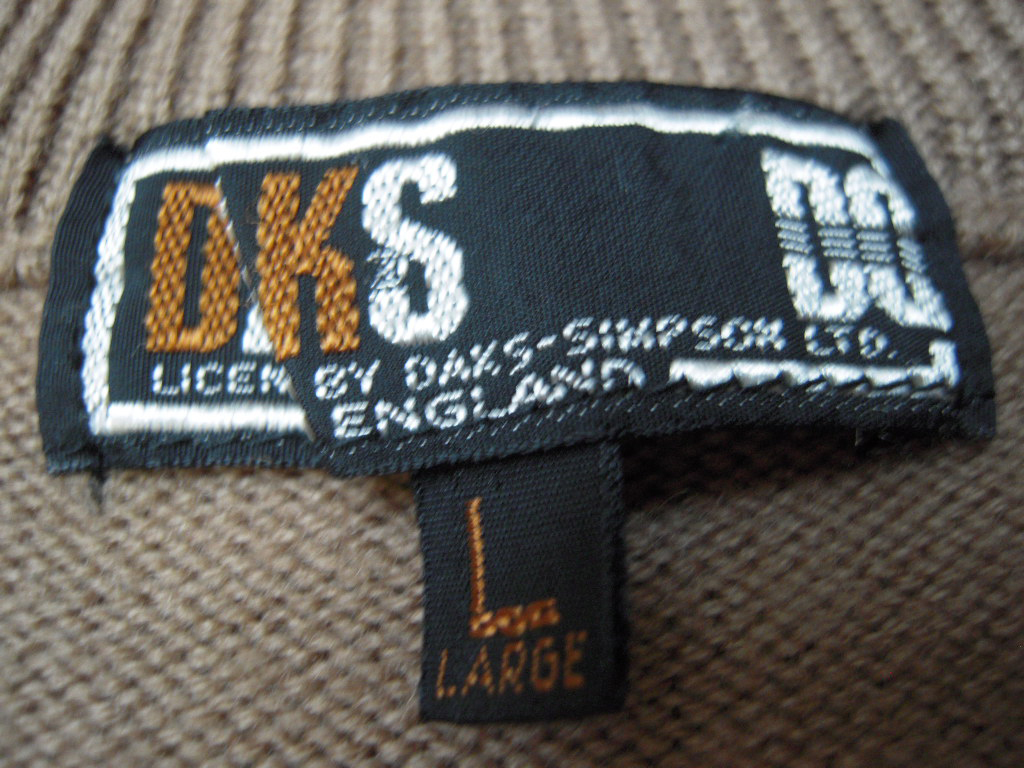 DKS
LICEN BY DAKS-SIMPSON LTD.
ENGLAND
L
LARGE